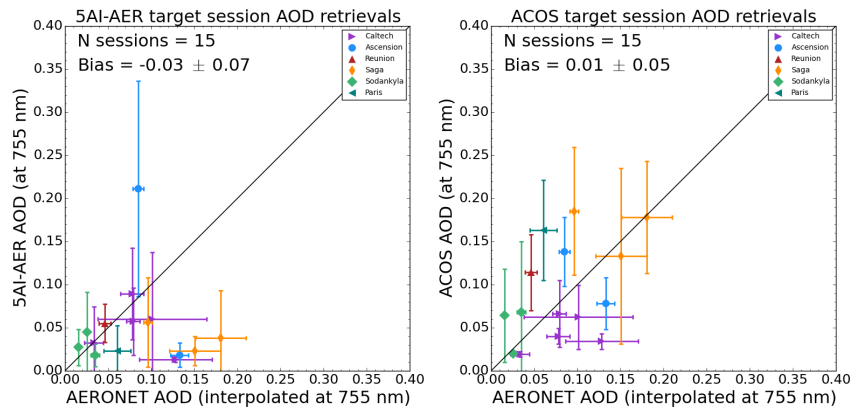 5AI-AER target session AOD retrievals
N sessions = 15
Bias = -0.03 ± 0.07
Caltech
Ascension
Reunion
Saga
Sodankyla
Paris
5AI-AER AOD (at 755 nm)
0.40
0.35
0.30
0.25
0.20
0.15
0.10
0.05
0.00
0.00 0.05 0.10 0.15 0.20 0.25 0.30 0.35 0.40
AERONET AOD (interpolated at 755 nm)
ACOS target session AOD retrievals
N sessions = 15
Bias = 0.01 ± 0.05
Caltech
Ascension
Reunion
Saga
Sodankyla
Paris
ACOS AOD (at 755 nm)
0.40
0.35
0.30
0.25
0.20
0.15
0.10
0.05
0.00
0.00 0.05 0.10 0.15 0.20 0.25 0.30 0.35 0.40
AERONET AOD (interpolated at 755 nm)